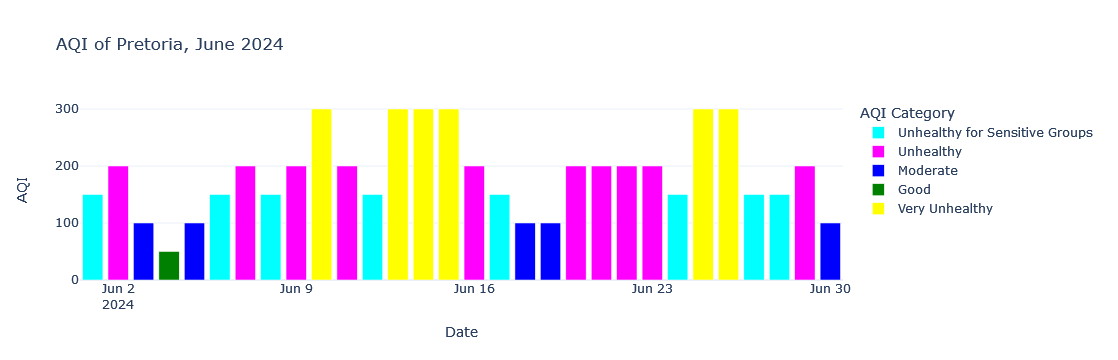 AQI of Pretoria, June 2024
AQI
300
200
100
0
Jun 2
2024
Jun 9
Jun 16
Jun 23
Jun 30
Date
AQI Category
Unhealthy for Sensitive Groups
Unhealthy
Moderate
Good
Very Unhealthy